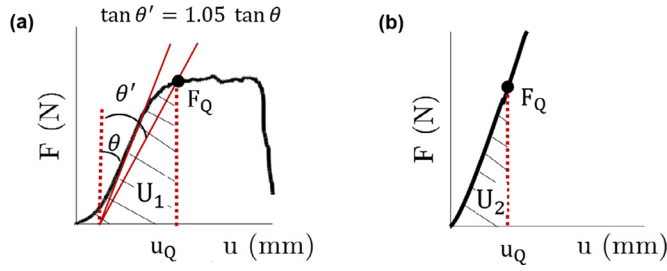 (a) tan θ′ = 1.05 tan θ
F (N)
θ′
θ
F_Q
U_1
u_Q u (mm)
(b)
F (N)
F_Q
U_2
u_Q u (mm)